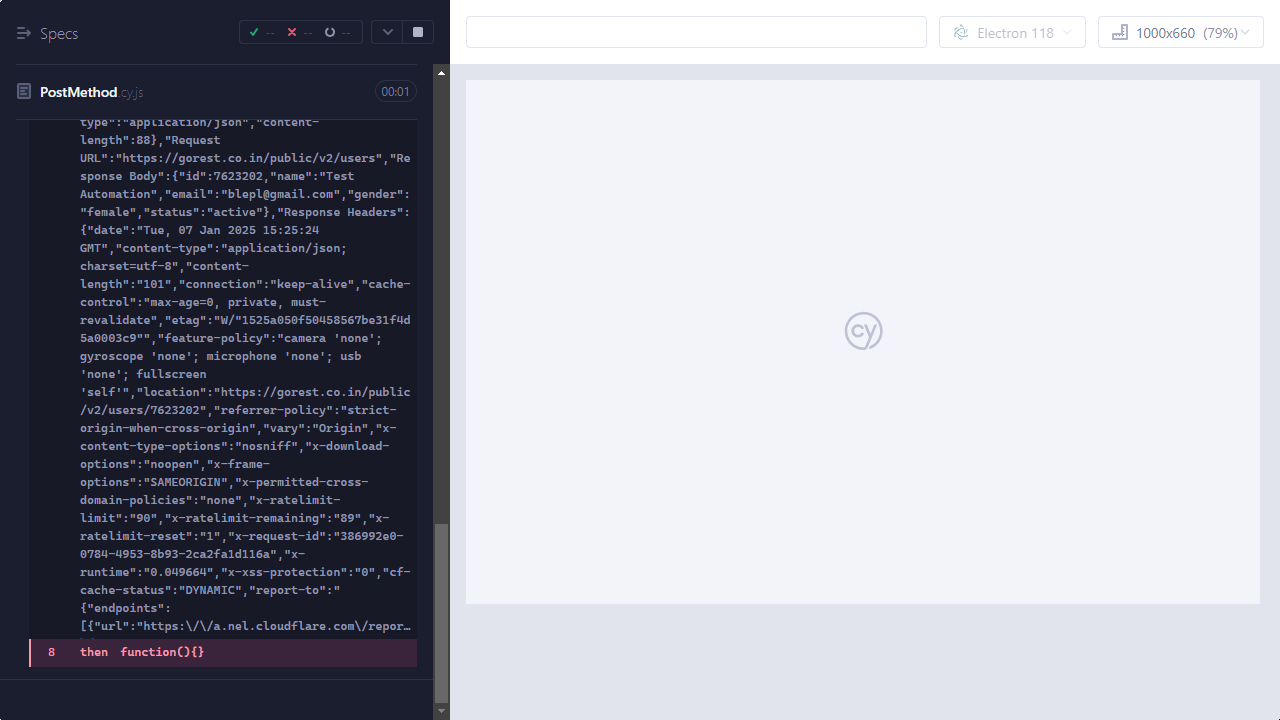 Specs
-- -- --
Electron 118
1000x660 (79%)
PostMethod.cy.js
00:01
type":"application/json","content-
length":88},"Request
URL":"https://gorest.co.in/public/v2/users","Re
sponse Body":{"id":7623202,"name":"Test
Automation","email":"blepl@gmail.com","gender":
"female","status":"active"},"Response Headers":
{"date":"Tue, 07 Jan 2025 15:25:24
GMT","content-type":"application/json;
charset=utf-8","content-
length":"101","connection":"keep-alive","cache-
control":"max-age=0, private, must-
revalidate","etag":"W/"1525a050f50458567be31f4d
5a0003c9"","feature-policy":"camera 'none';
gyroscope 'none'; microphone 'none'; usb
'none'; fullscreen
'self'","location":"https://gorest.co.in/public
/v2/users/7623202","referrer-policy":"strict-
origin-when-cross-origin","vary":"Origin","x-
content-type-options":"nosniff","x-download-
options":"noopen","x-frame-
options":"SAMEORIGIN","x-permitted-cross-
domain-policies":"none","x-ratelimit-
limit":"90","x-ratelimit-remaining":"89","x-
ratelimit-reset":"1","x-request-id":"386992e0-
0784-4953-8b93-2ca2fa1d116a","x-
runtime":"0.049664","x-xss-protection":"0","cf-
cache-status":"DYNAMIC","report-to":"
{"endpoints":
[{"url":"https:\/\/a.nel.cloudflare.com\/repor…
8 then function(){}
cy